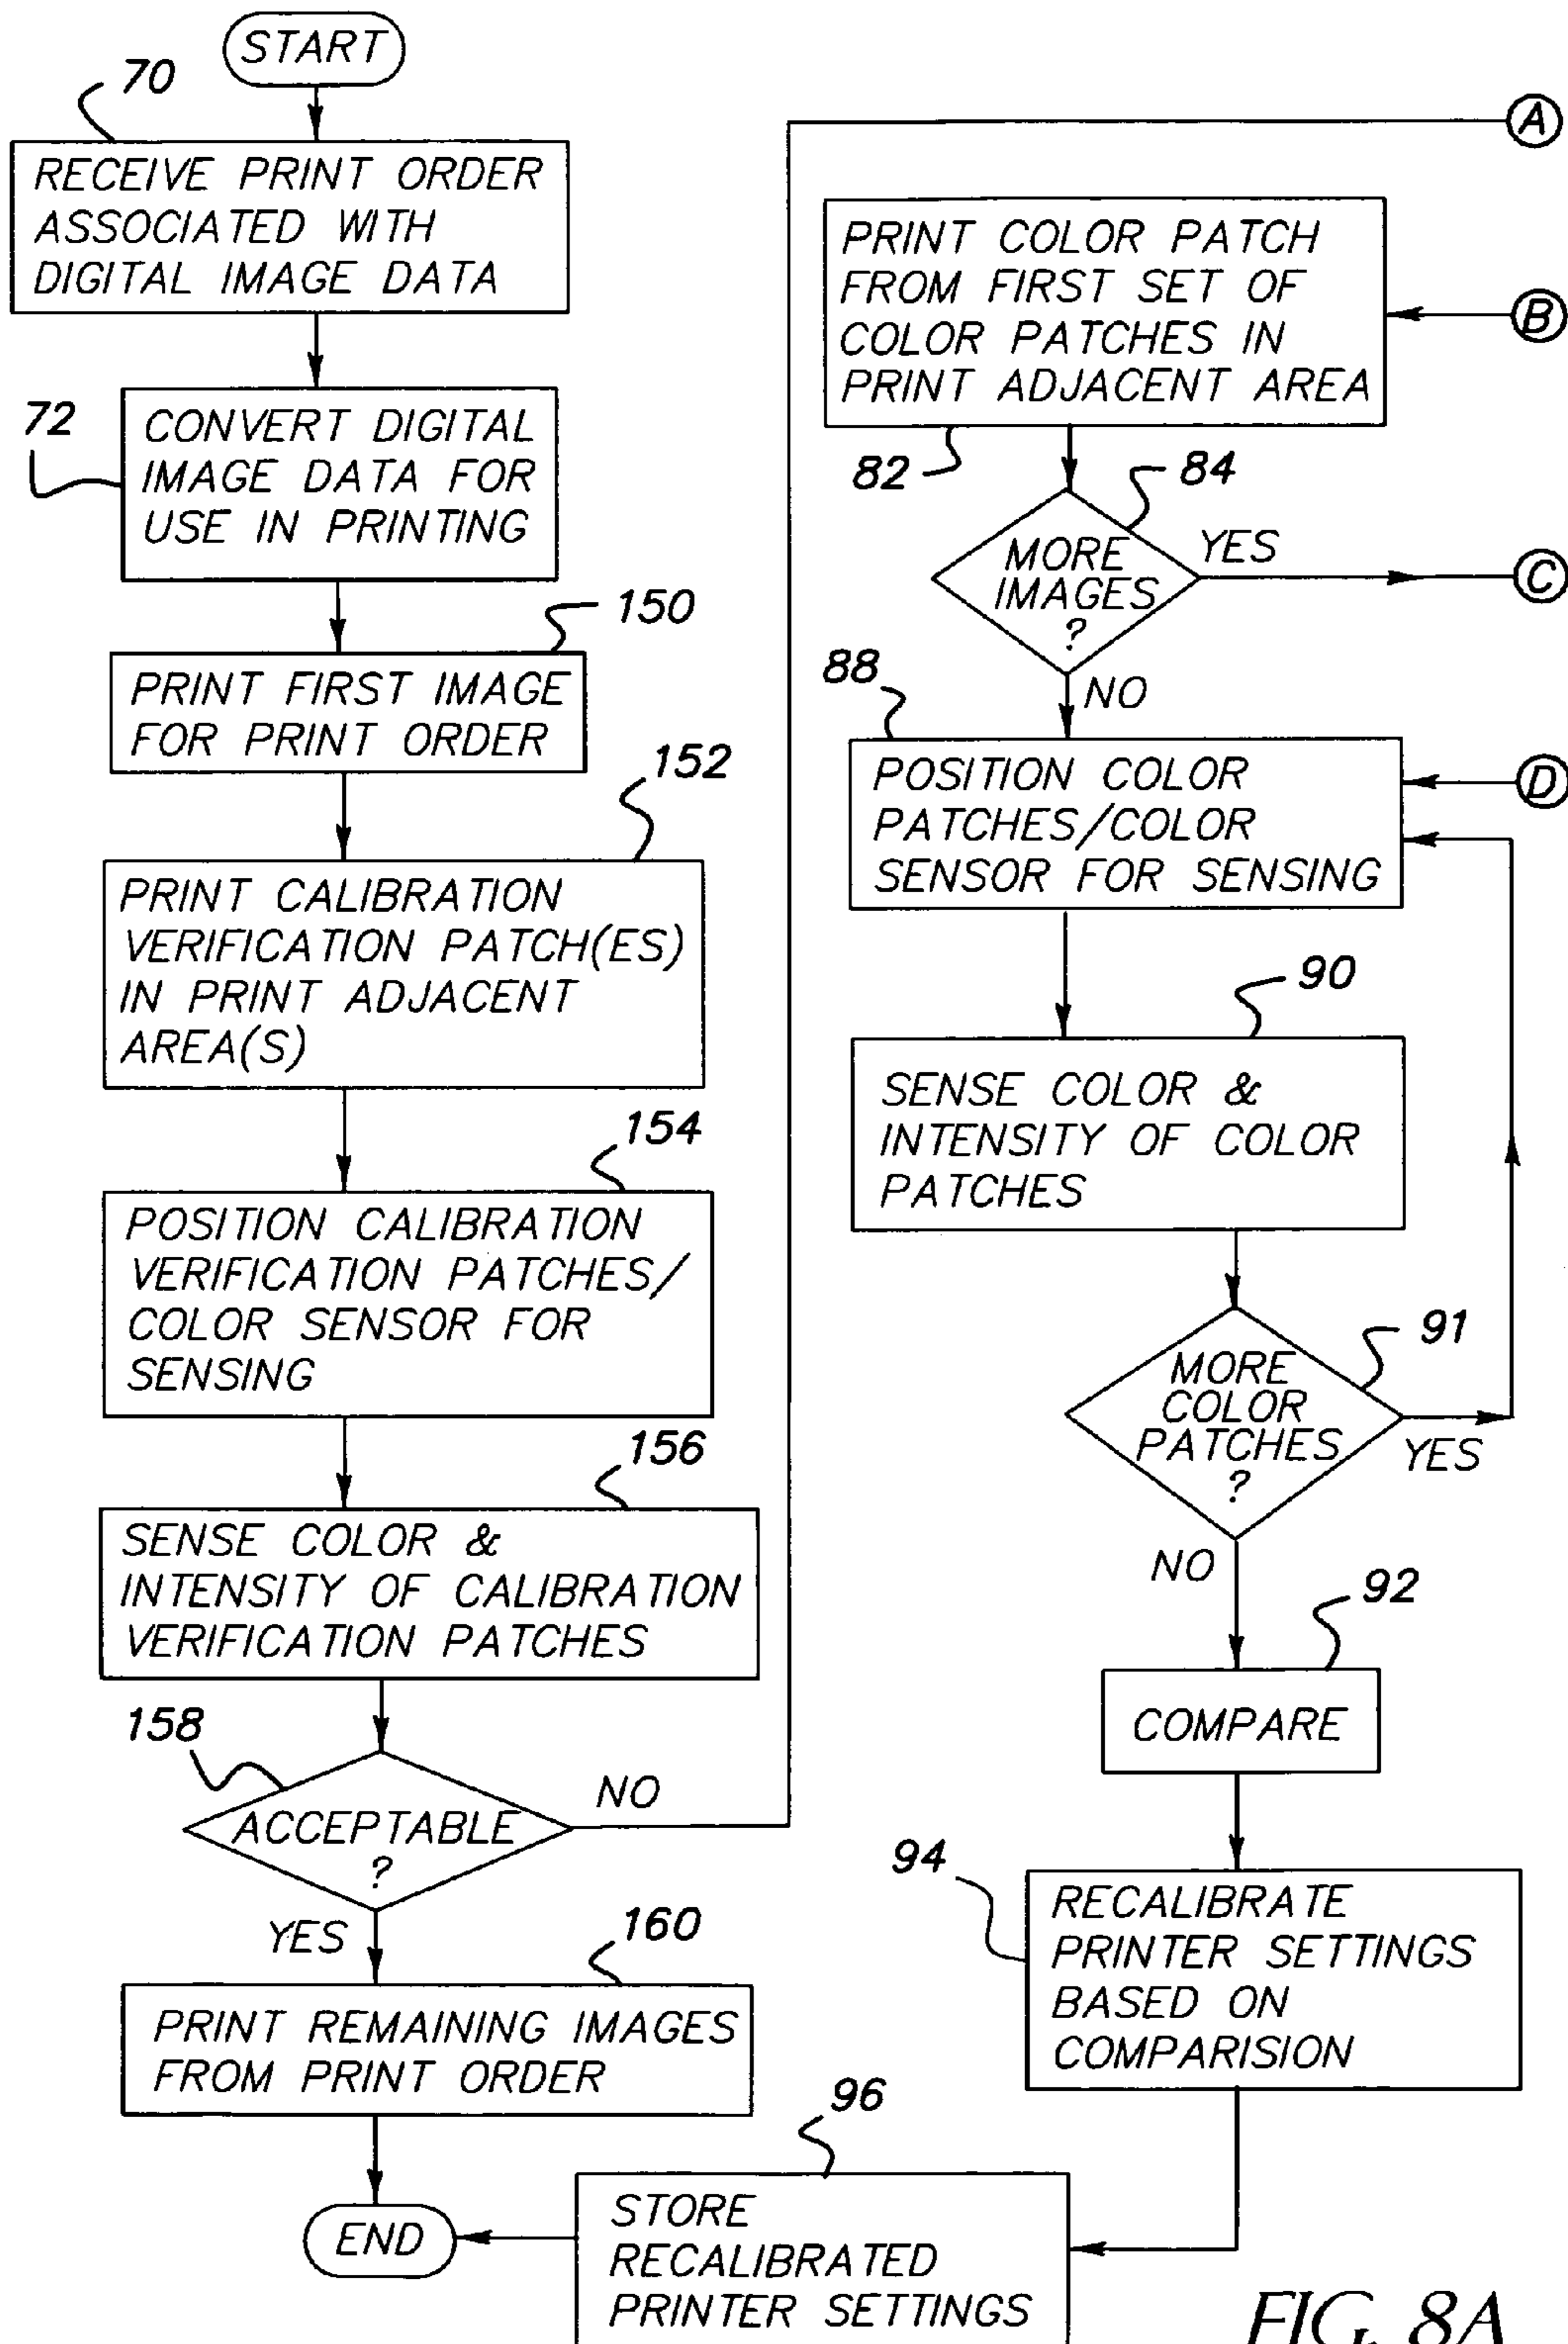 START
70
RECEIVE PRINT ORDER
ASSOCIATED WITH
DIGITAL IMAGE DATA
72
CONVERT DIGITAL
IMAGE DATA FOR
USE IN PRINTING
150
PRINT FIRST IMAGE
FOR PRINT ORDER
152
PRINT CALIBRATION
VERIFICATION PATCH(ES)
IN PRINT ADJACENT
AREA(S)
154
POSITION CALIBRATION
VERIFICATION PATCHES/
COLOR SENSOR FOR
SENSING
156
SENSE COLOR &
INTENSITY OF CALIBRATION
VERIFICATION PATCHES
158
ACCEPTABLE
?
NO
YES
160
PRINT REMAINING IMAGES
FROM PRINT ORDER
END
A
PRINT COLOR PATCH
FROM FIRST SET OF
COLOR PATCHES IN
PRINT ADJACENT AREA
B
82
84
MORE
IMAGES
?
YES
C
NO
88
POSITION COLOR
PATCHES/COLOR
SENSOR FOR SENSING
D
90
SENSE COLOR &
INTENSITY OF COLOR
PATCHES
91
MORE
COLOR
PATCHES
?
YES
NO
92
COMPARE
94
RECALIBRATE
PRINTER SETTINGS
BASED ON
COMPARISION
96
STORE
RECALIBRATED
PRINTER SETTINGS
FIG. 8A